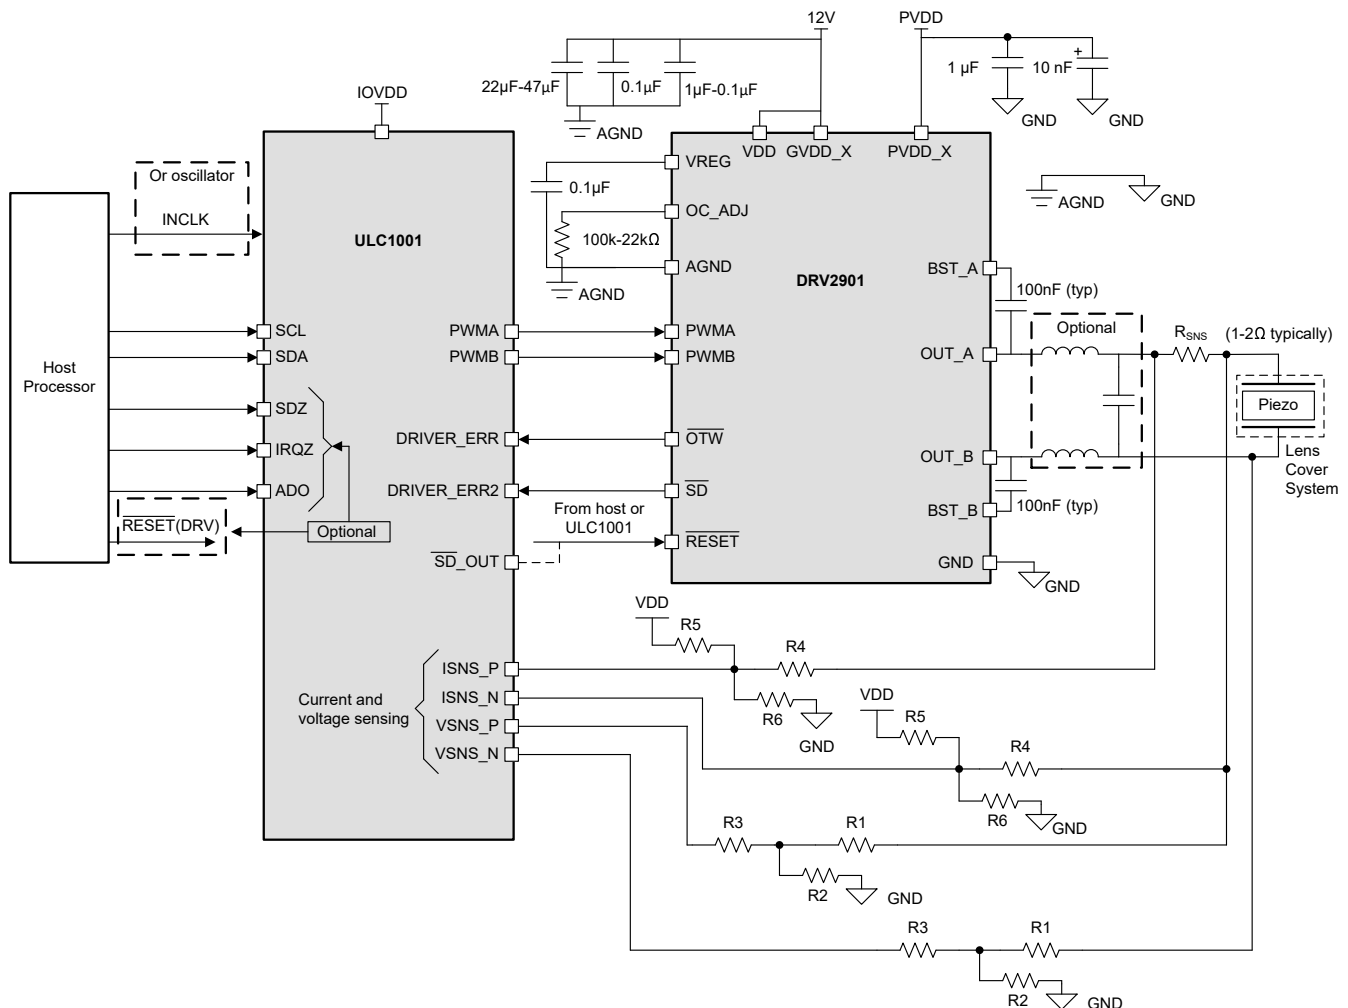 12V
PVDD
22µF-47µF
0.1µF
1µF-0.1µF
AGND
1 µF
10 nF
+
GND
GND
IOVDD
VDD
GVDD_X
PVDD_X
Or oscillator
INCLK
ULC1001
0.1µF
VREG
100k-22kΩ
OC_ADJ
AGND
AGND
DRV2901
AGND
GND
BST_A
100nF (typ)
Optional
OUT_A
RSNS
(1-2Ω typically)
Piezo
Lens
Cover
System
OUT_B
100nF (typ)
BST_B
GND
GND
Host
Processor
SCL
SDA
SDZ
IRQZ
ADO
RESET(DRV)
Optional
PWMA
PWMB
PWMA
PWMB
DRIVER_ERR
OTW
DRIVER_ERR2
SD
From host or
ULC1001
RESET
SD_OUT
Current and
voltage sensing
ISNS_P
ISNS_N
VSNS_P
VSNS_N
VDD
R5
R4
R6
GND
VDD
R5
R4
R6
GND
R3
R1
R2
GND
R3
R1
R2
GND